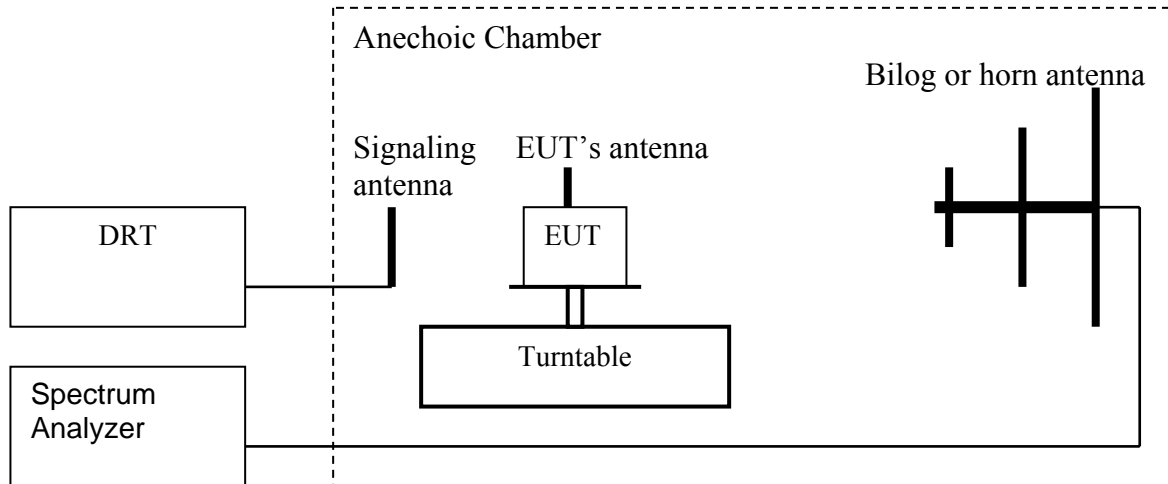 Anechoic Chamber
Bilog or horn antenna
Signaling
antenna
EUT’s antenna
DRT
EUT
Turntable
Spectrum
Analyzer